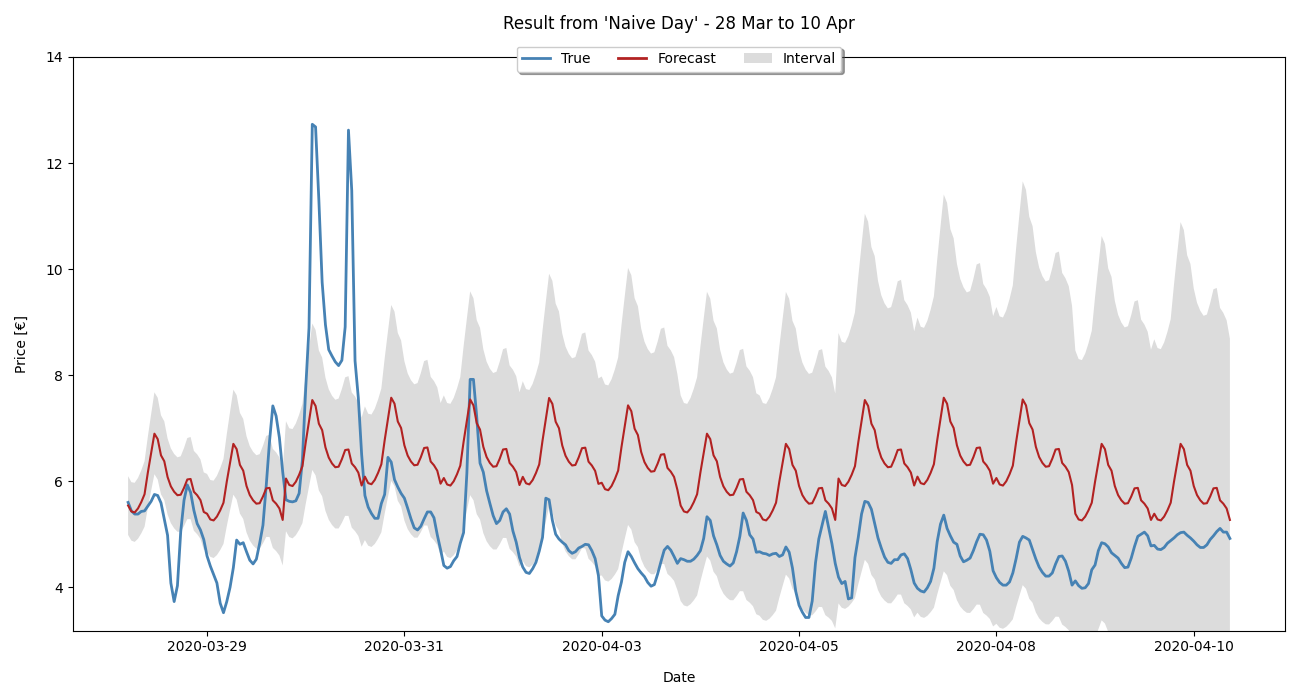 Result from 'Naive Day' - 28 Mar to 10 Apr
True Forecast Interval
Price [€]
14
12
10
8
6
4
2020-03-29 2020-03-31 2020-04-03 2020-04-05 2020-04-08 2020-04-10
Date